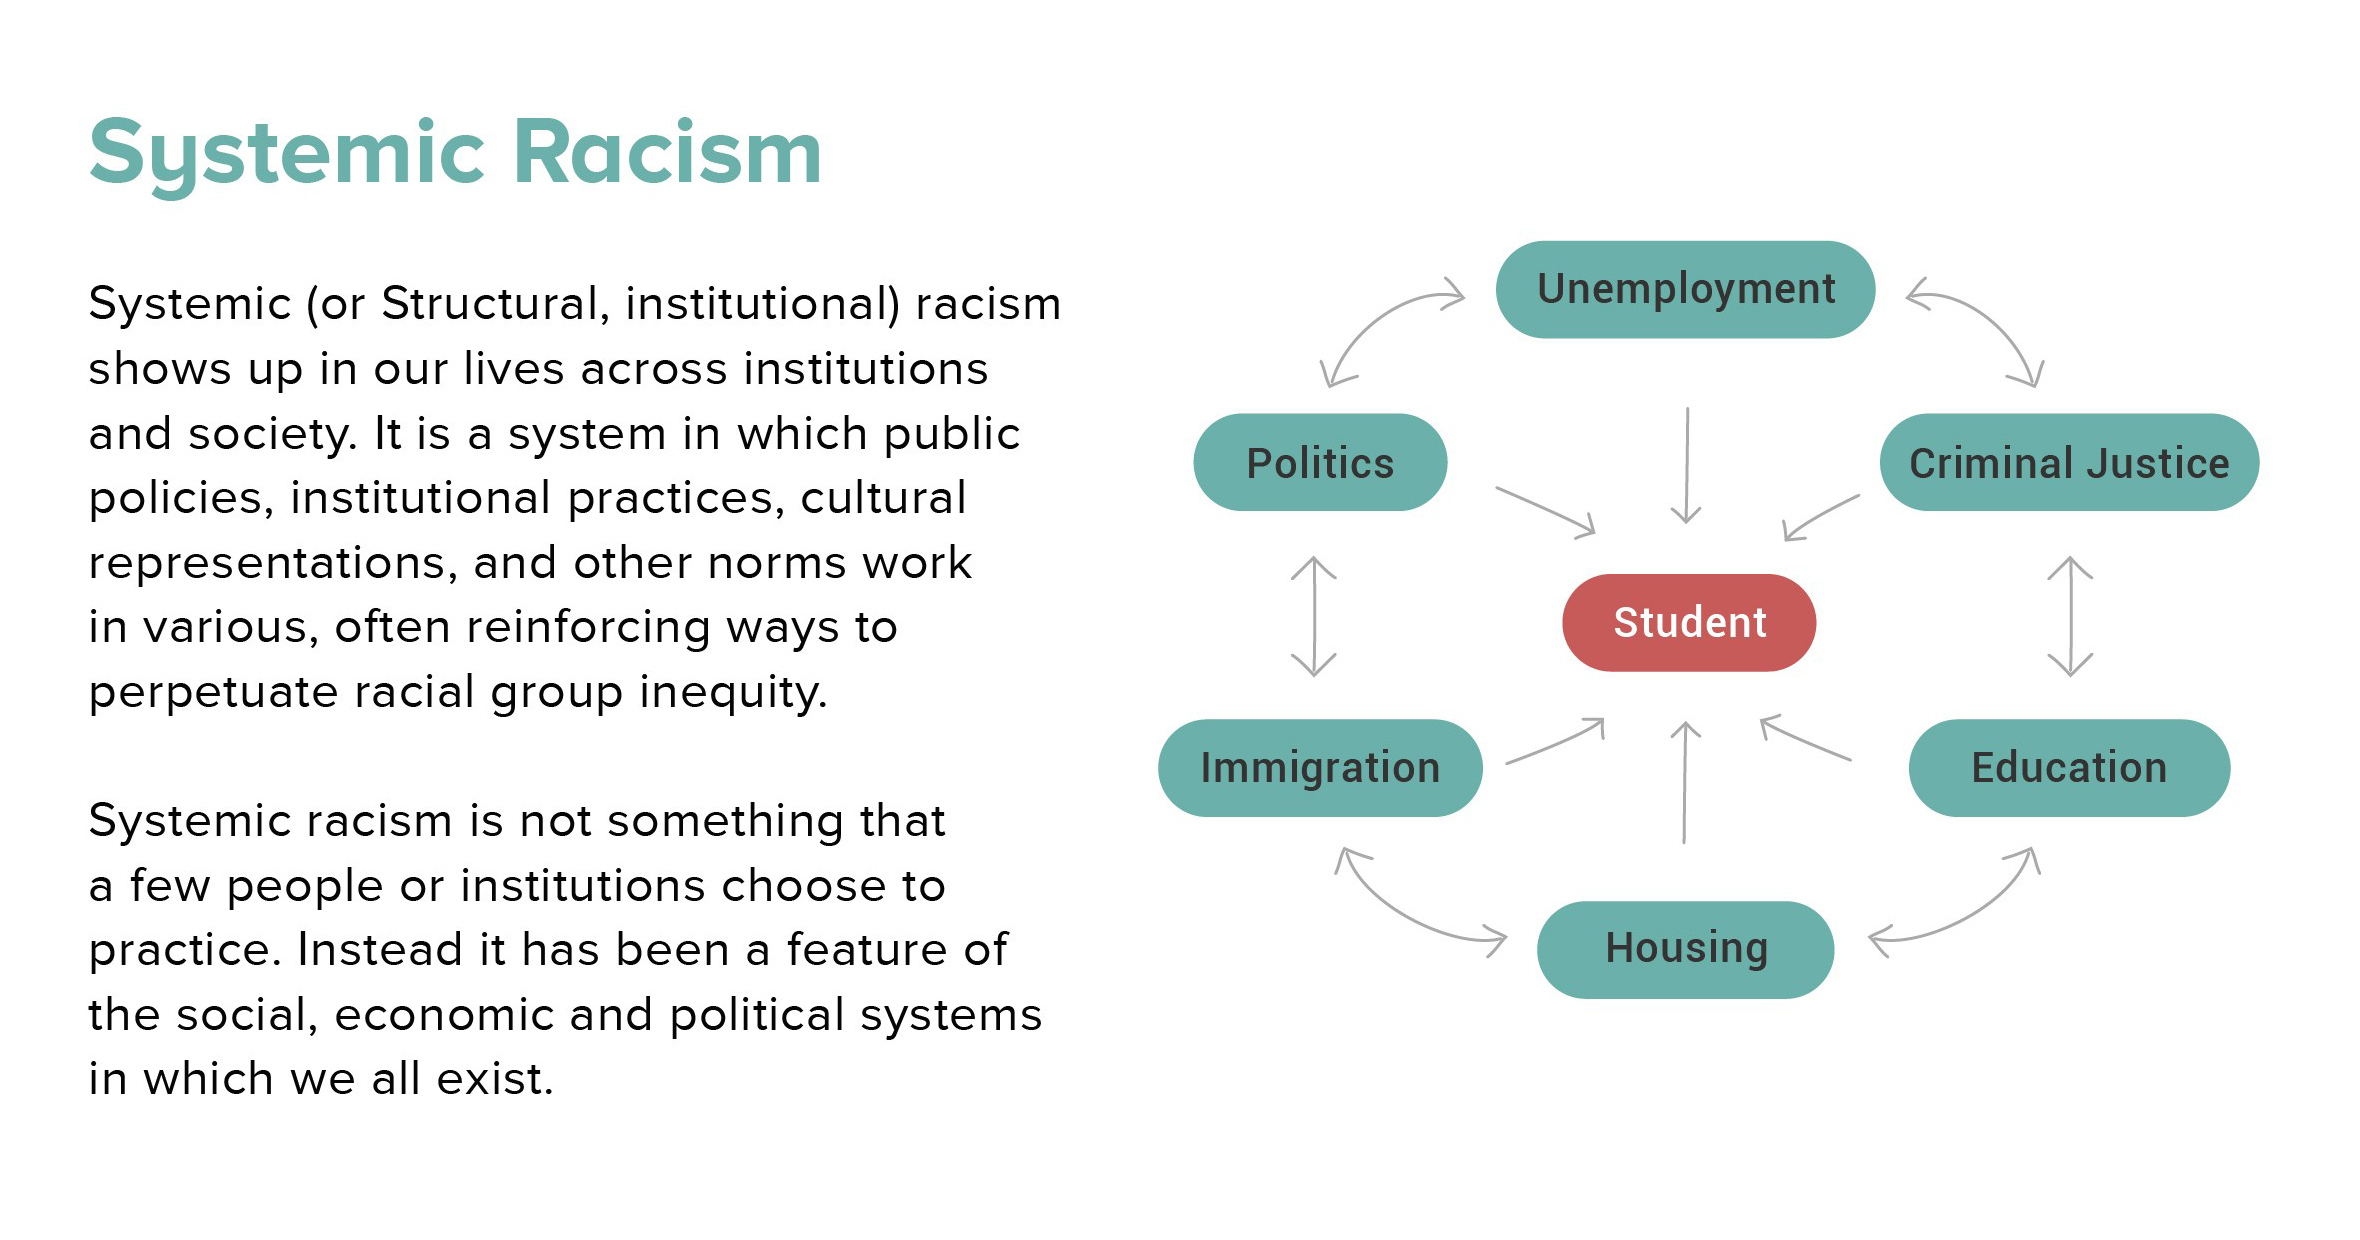 Systemic Racism
Systemic (or Structural, institutional) racism
shows up in our lives across institutions
and society. It is a system in which public
policies, institutional practices, cultural
representations, and other norms work
in various, often reinforcing ways to
perpetuate racial group inequity.
Systemic racism is not something that
a few people or institutions choose to
practice. Instead it has been a feature of
the social, economic and political systems
in which we all exist.
Unemployment
Politics
Criminal Justice
Student
Immigration
Education
Housing